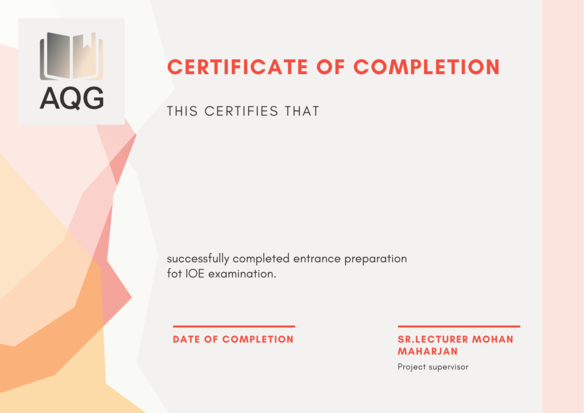 AQG
CERTIFICATE OF COMPLETION
THIS CERTIFIES THAT
successfully completed entrance preparation
fot IOE examination.
DATE OF COMPLETION
SR.LECTURER MOHAN
MAHARJAN
Project supervisor